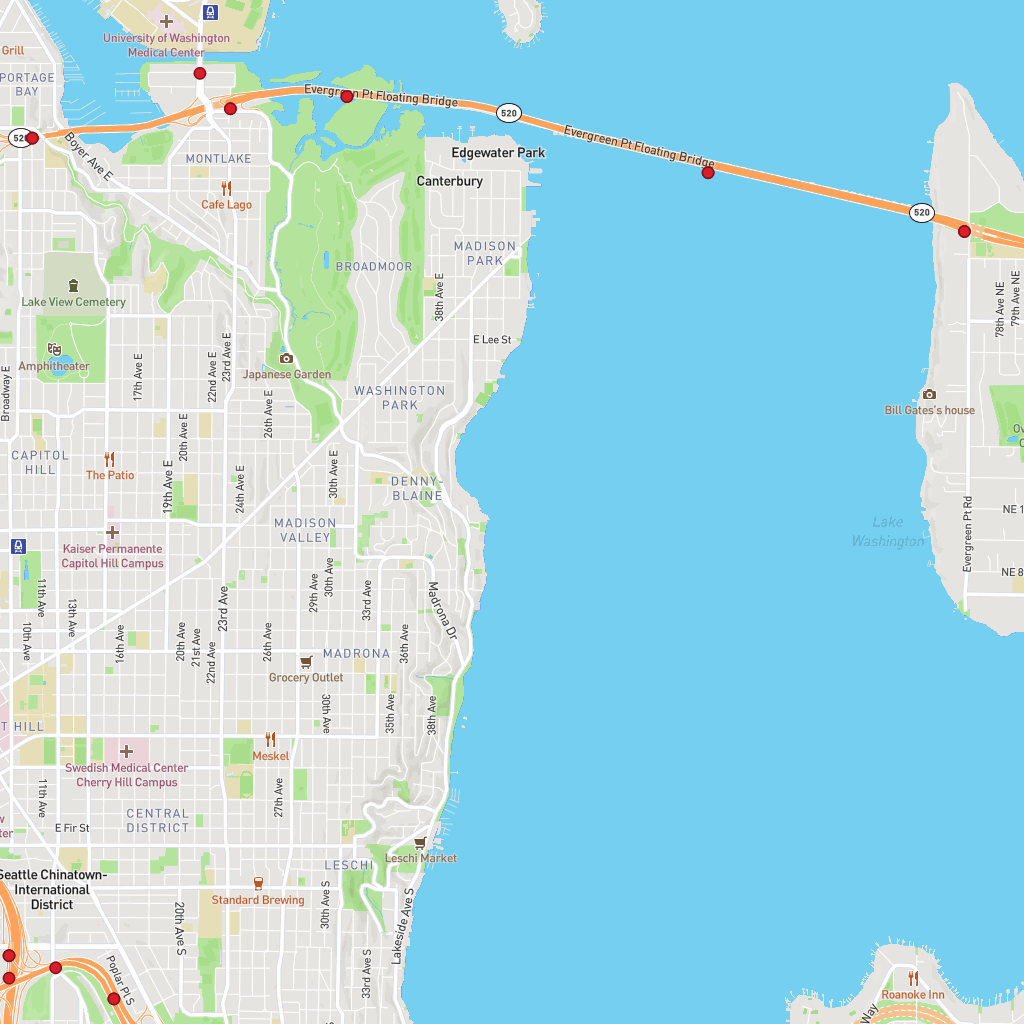 University of Washington
Medical Center
Grill
PORTAGE
BAY
Evergreen Pt Floating Bridge
520
520
Boyer Ave E
Evergreen Pt Floating Bridge
Edgewater Park
MONTLAKE
Canterbury
Cafe Lago
520
MADISON
PARK
BROADMOOR
38th Ave E
78th Ave NE
79th Ave NE
Lake View Cemetery
E Lee St
Amphitheater
Japanese Garden
17th Ave E
22nd Ave E
23rd Ave E
Broadway E
WASHINGTON
PARK
Bill Gates's house
26th Ave E
20th Ave E
CAPITOL
HILL
The Patio
19th Ave E
24th Ave E
30th Ave E
DENNY-
BLAINE
MADISON
VALLEY
Lake
Washington
NE 1
Evergreen Pt Rd
Kaiser Permanente
Capitol Hill Campus
NE 8
11th Ave
13th Ave
10th Ave
16th Ave
23rd Ave
29th Ave
30th Ave
33rd Ave
Madrona Dr
20th Ave
21st Ave
22nd Ave
26th Ave
36th Ave
MADRONA
Grocery Outlet
30th Ave
35th Ave
38th Ave
T HILL
Meskel
Swedish Medical Center
Cherry Hill Campus
11th Ave
27th Ave
CENTRAL
DISTRICT
E Fir St
ter
Leschi Market
LESCHI
Seattle Chinatown-
International
District
Standard Brewing
20th Ave S
30th Ave S
Lakeside Ave S
33rd Ave S
Poplar Pl S
Roanoke Inn
Way